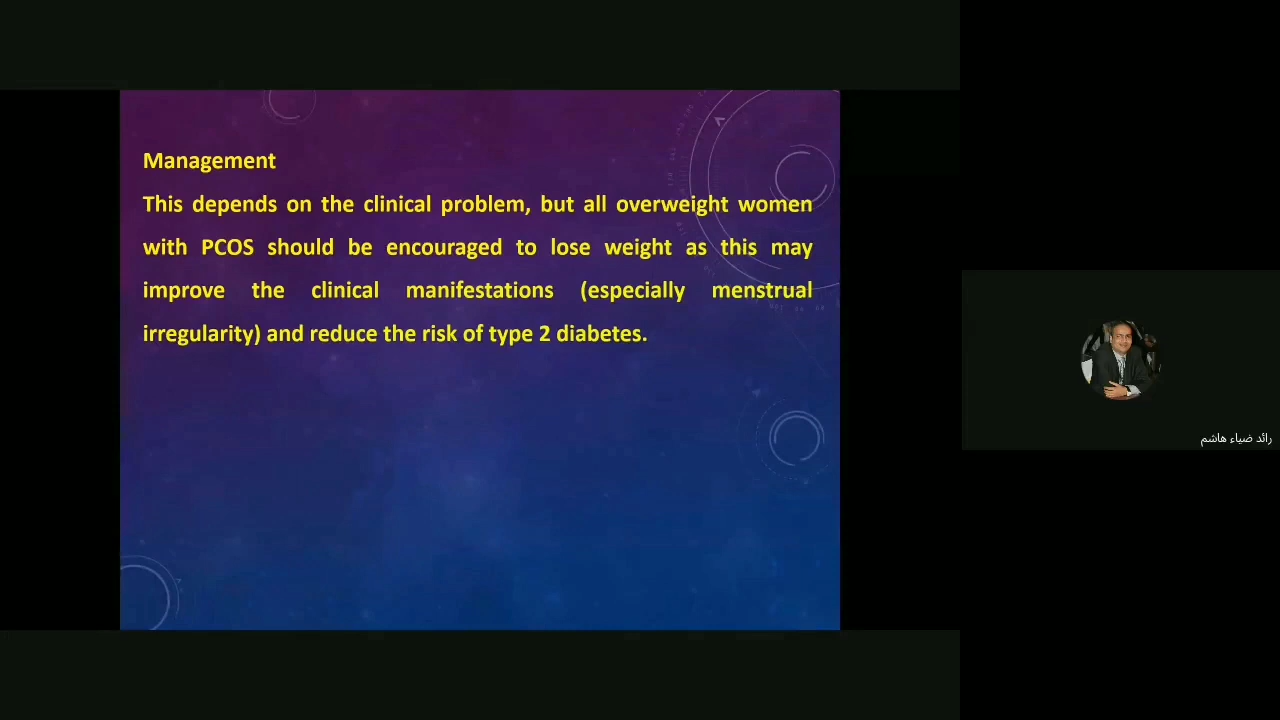 Management
This depends on the clinical problem, but all overweight women
with PCOS should be encouraged to lose weight as this may
improve the clinical manifestations (especially menstrual
irregularity) and reduce the risk of type 2 diabetes.
رائد ضياء هاشم